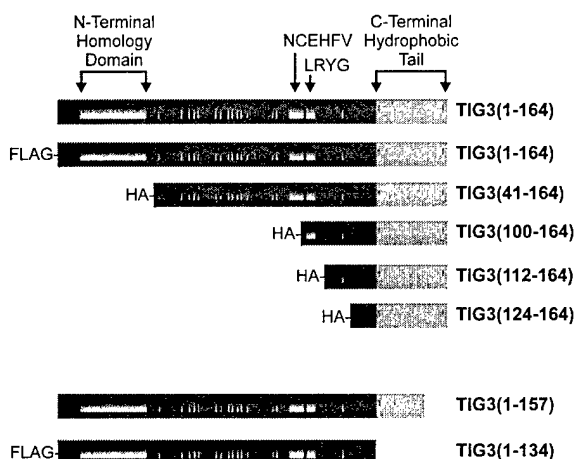 N-Terminal Homology Domain
NCEHFV
LRYG
C-Terminal Hydrophobic Tail
TIG3(1-164)
FLAG- TIG3(1-164)
HA- TIG3(41-164)
HA- TIG3(100-164)
HA- TIG3(112-164)
HA- TIG3(124-164)
TIG3(1-157)
FLAG- TIG3(1-134)